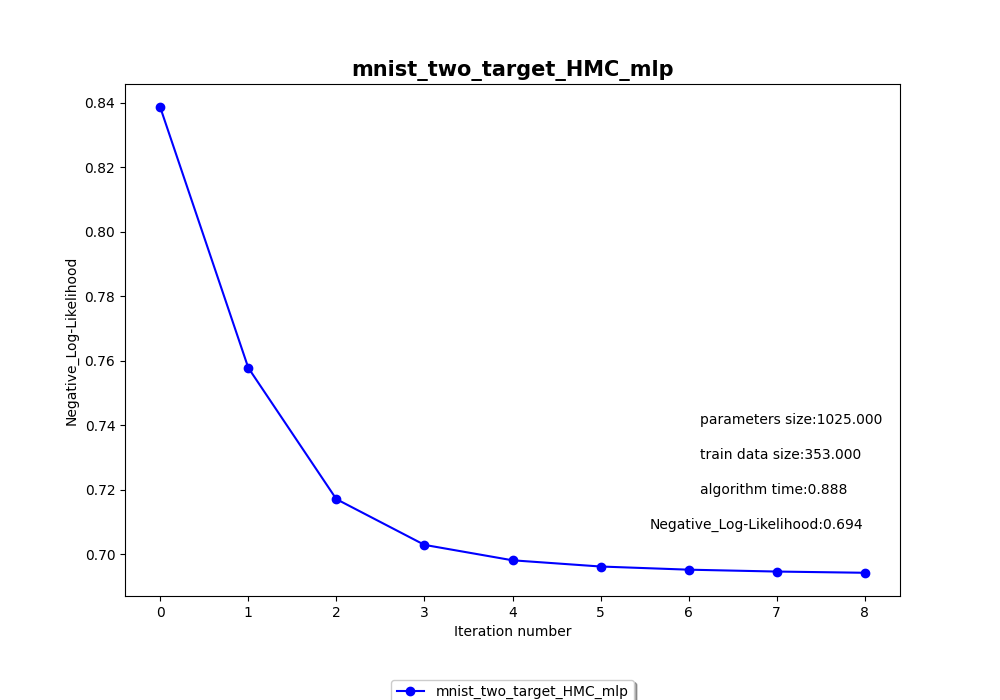 mnist_two_target_HMC_mlp
0.84
0.82
0.80
0.78
0.76
0.74
0.72
0.70
Negative_Log-Likelihood
parameters size:1025.000
train data size:353.000
algorithm time:0.888
Negative_Log-Likelihood:0.694
0 1 2 3 4 5 6 7 8
Iteration number
mnist_two_target_HMC_mlp